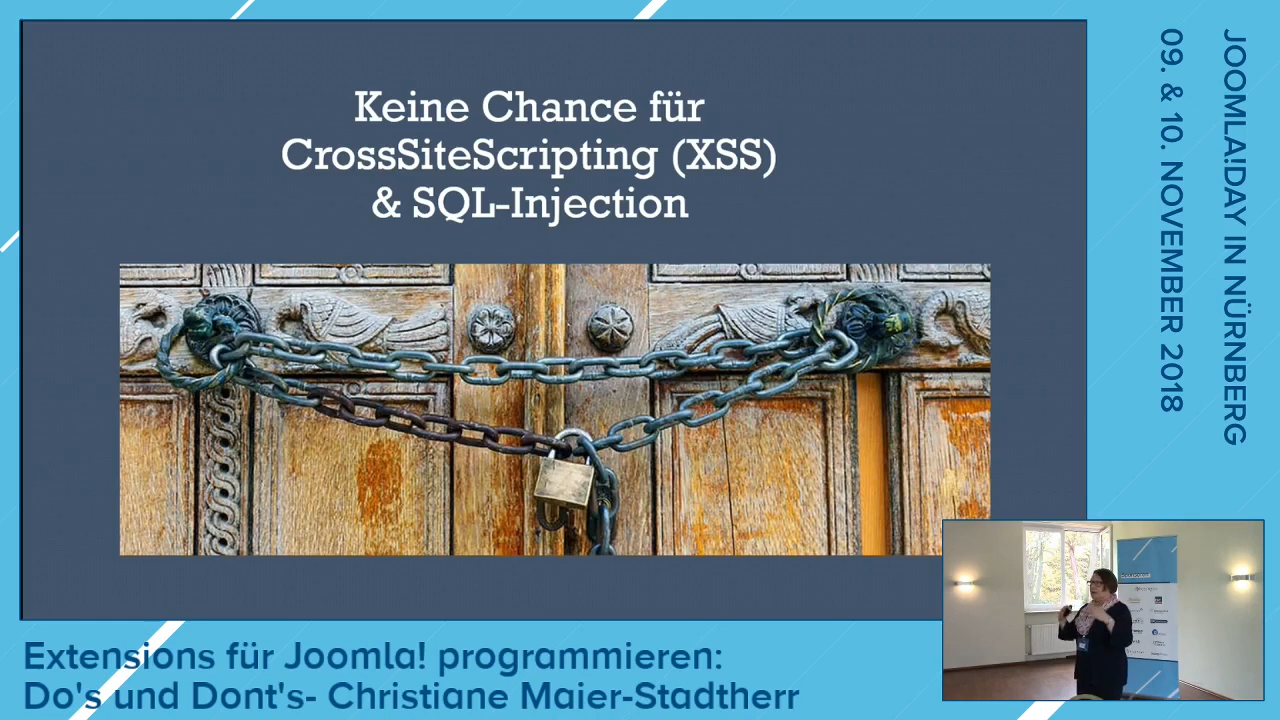 Keine Chance für
CrossSiteScripting (XSS)
& SQL-Injection
JOOMLA!DAY IN NÜRNBERG
09. & 10. NOVEMBER 2018
Extensions für Joomla! programmieren:
Do's und Dont's- Christiane Maier-Stadtherr